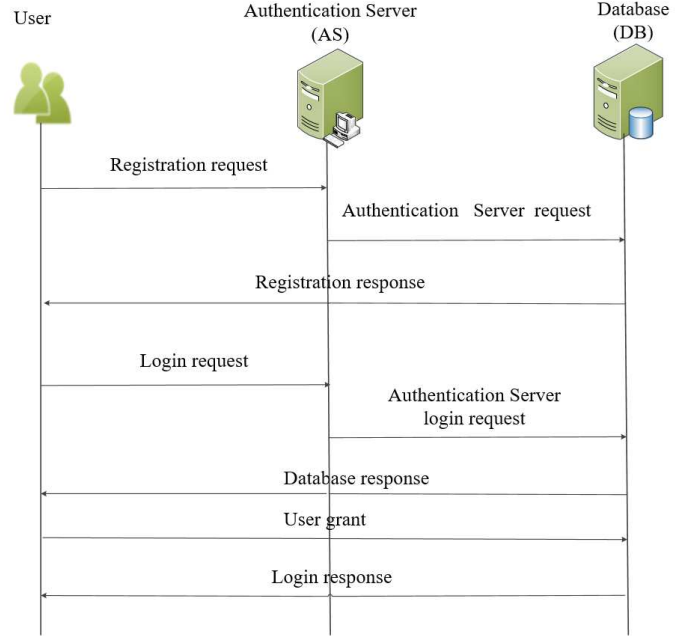 User
Authentication Server
(AS)
Database
(DB)
Registration request
Authentication Server request
Registration response
Login request
Authentication Server
login request
Database response
User grant
Login response